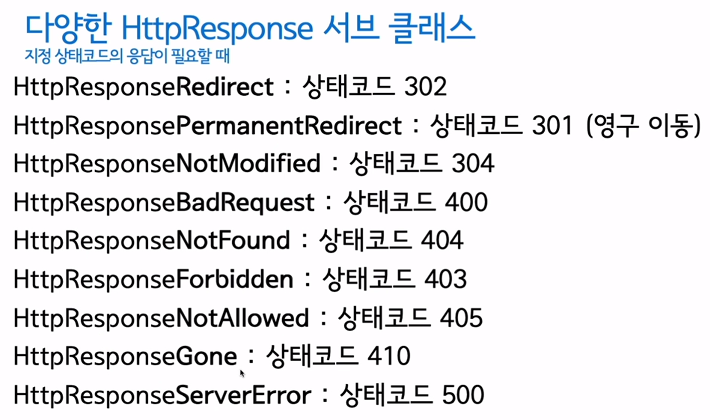 다양한 HttpResponse 서브 클래스
지정 상태코드의 응답이 필요할 때
HttpResponseRedirect : 상태코드 302
HttpResponsePermanentRedirect : 상태코드 301 (영구 이동)
HttpResponseNotModified : 상태코드 304
HttpResponseBadRequest : 상태코드 400
HttpResponseNotFound : 상태코드 404
HttpResponseForbidden : 상태코드 403
HttpResponseNotAllowed : 상태코드 405
HttpResponseGone : 상태코드 410
HttpResponseServerError : 상태코드 500